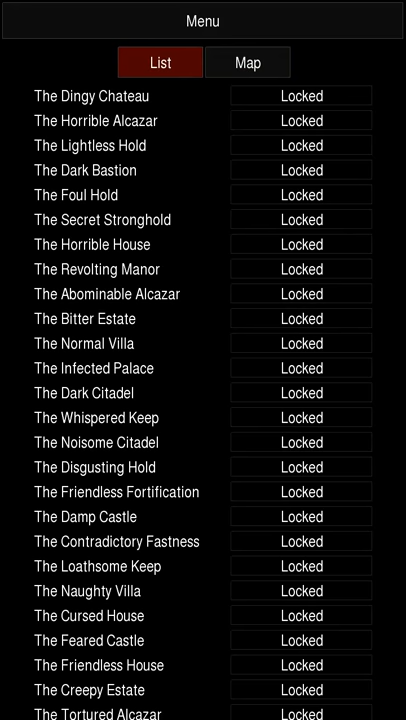 Menu
List Map
The Dingy Chateau Locked
The Horrible Alcazar Locked
The Lightless Hold Locked
The Dark Bastion Locked
The Foul Hold Locked
The Secret Stronghold Locked
The Horrible House Locked
The Revolting Manor Locked
The Abominable Alcazar Locked
The Bitter Estate Locked
The Normal Villa Locked
The Infected Palace Locked
The Dark Citadel Locked
The Whispered Keep Locked
The Noisome Citadel Locked
The Disgusting Hold Locked
The Friendless Fortification Locked
The Damp Castle Locked
The Contradictory Fastness Locked
The Loathsome Keep Locked
The Naughty Villa Locked
The Cursed House Locked
The Feared Castle Locked
The Friendless House Locked
The Creepy Estate Locked
The Tortured Alcazar Locked